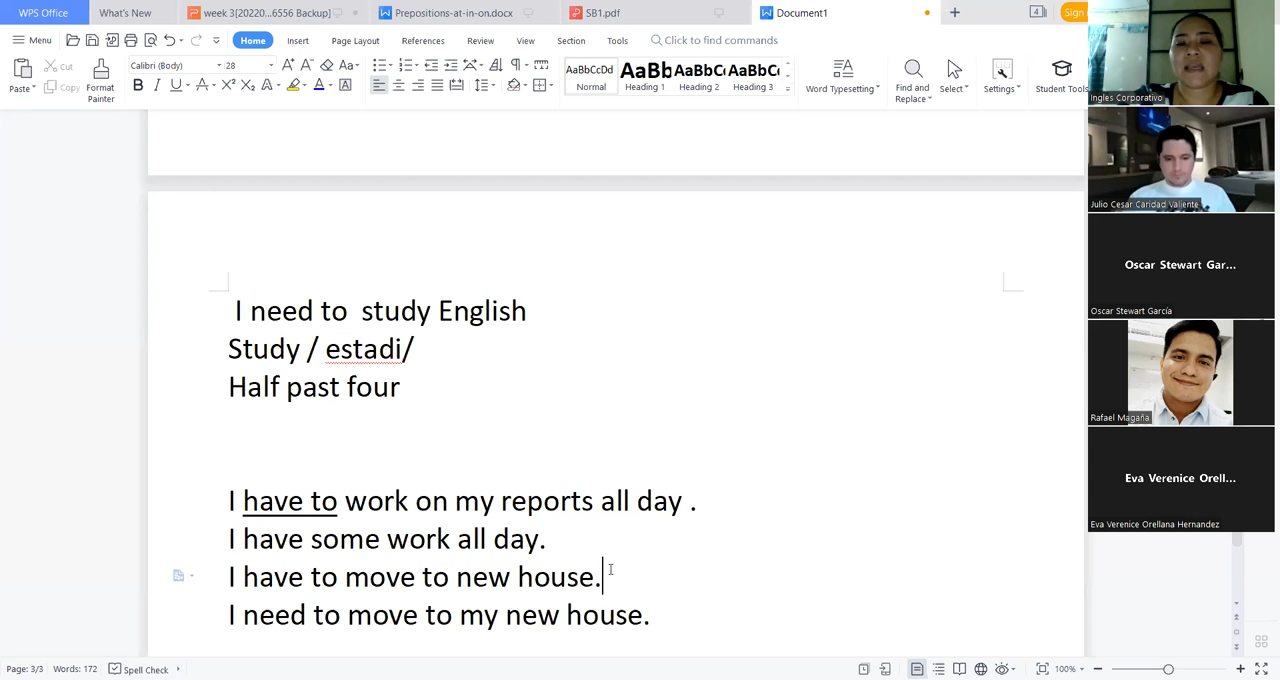 WPS Office What's New week 3[20220...6556 Backup] Prepositions-at-in-on.docx SB1.pdf Document1 + 4 Sign
Menu Home Insert Page Layout References Review View Section Tools Click to find commands
Paste Cut Copy Format Painter Calibri (Body) 28 AaBbCcDd Normal AaBb Heading 1 AaBbC Heading 2 AaBbC Heading 3 Word Typesetting Find and Replace Select Settings Student Tools
Ingles Corporativo
Julio Cesar Caridad Valiente
Oscar Stewart Gar...
Oscar Stewart García
Rafael Magaña
Eva Verenice Orell...
Eva Verenice Orellana Hernandez
I need to  study English
Study / estadi/
Half past four
I have to work on my reports all day .
I have some work all day.
I have to move to new house.
I need to move to my new house.
Page: 3/3 Words: 172 Spell Check 100%